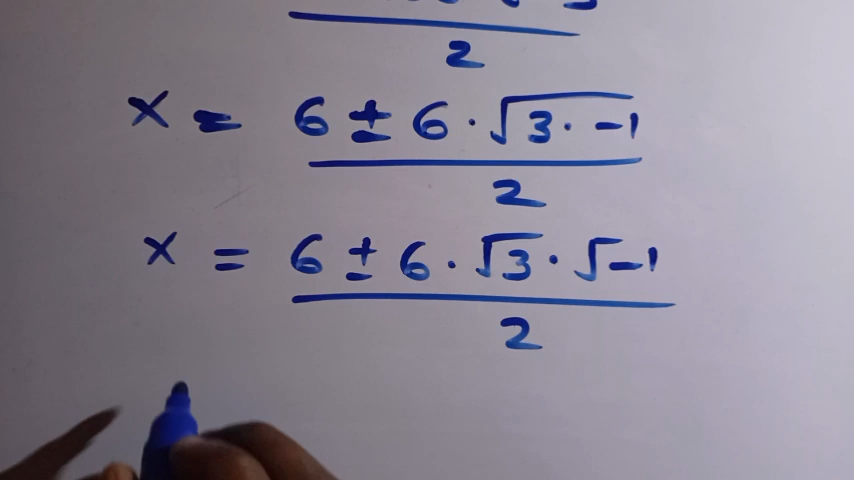 2
x = 6 ± 6 · √3 · -1
2
x = 6 ± 6 · √3 · √-1
2